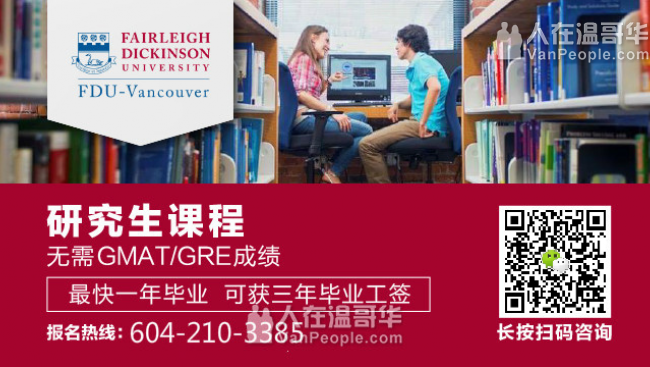 FAIRLEIGH
DICKINSON
UNIVERSITY
FDU-Vancouver
人在温哥华
VanPeople.com
研究生课程
无需GMAT/GRE成绩
最快一年毕业 可获三年毕业工签
报名热线: 604-210-3385
人在温哥华
VanPeople.com
长按扫码咨询